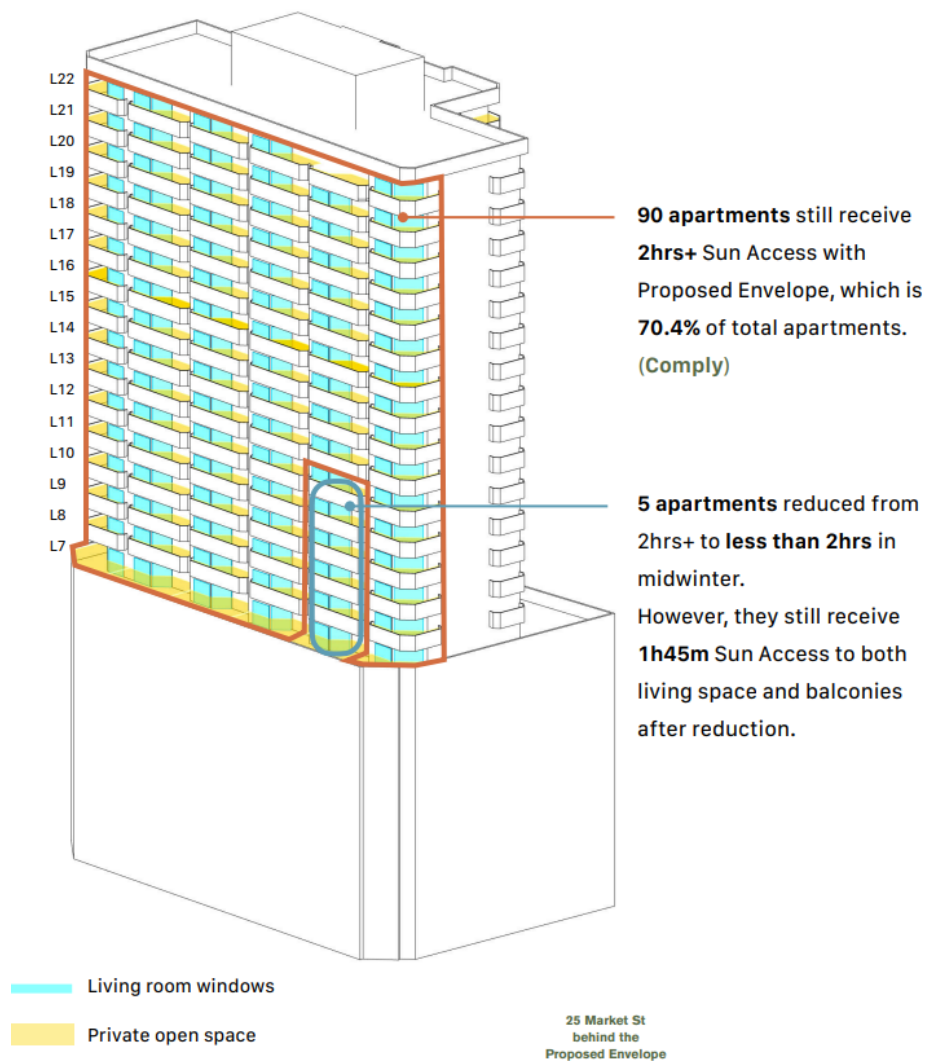 L22
L21
L20
L19
L18
L17
L16
L15
L14
L13
L12
L11
L10
L9
L8
L7
90 apartments still receive
2hrs+ Sun Access with
Proposed Envelope, which is
70.4% of total apartments.
(Comply)
5 apartments reduced from
2hrs+ to less than 2hrs in
midwinter.
However, they still receive
1h45m Sun Access to both
living space and balconies
after reduction.
Living room windows
Private open space
25 Market St
behind the
Proposed Envelope